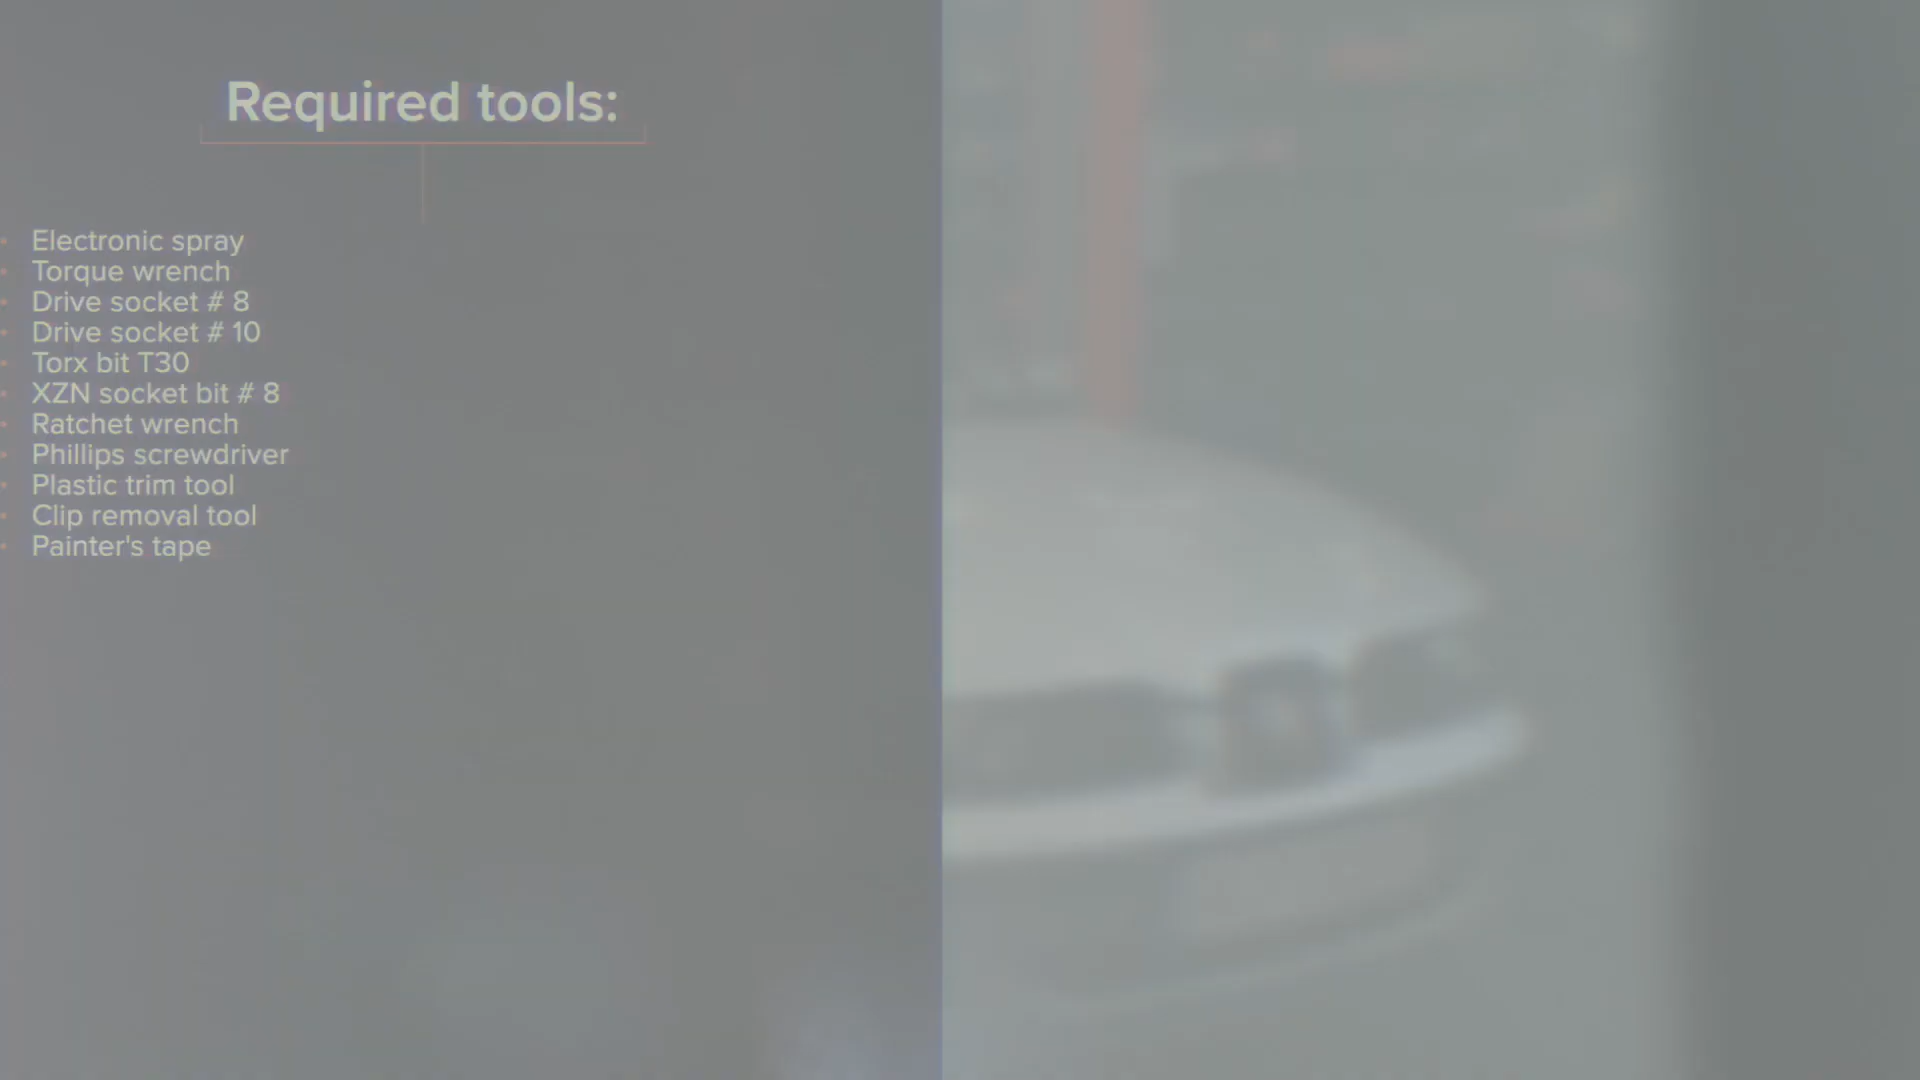 Required tools:
Electronic spray
Torque wrench
Drive socket # 8
Drive socket # 10
Torx bit T30
XZN socket bit # 8
Ratchet wrench
Phillips screwdriver
Plastic trim tool
Clip removal tool
Painter's tape